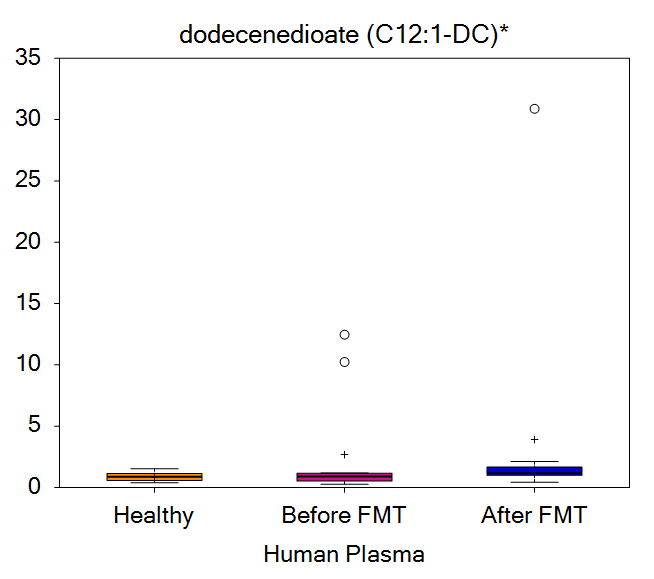 dodecenedioate (C12:1-DC)*
35
30
25
20
15
10
5
0
Healthy Before FMT After FMT
Human Plasma